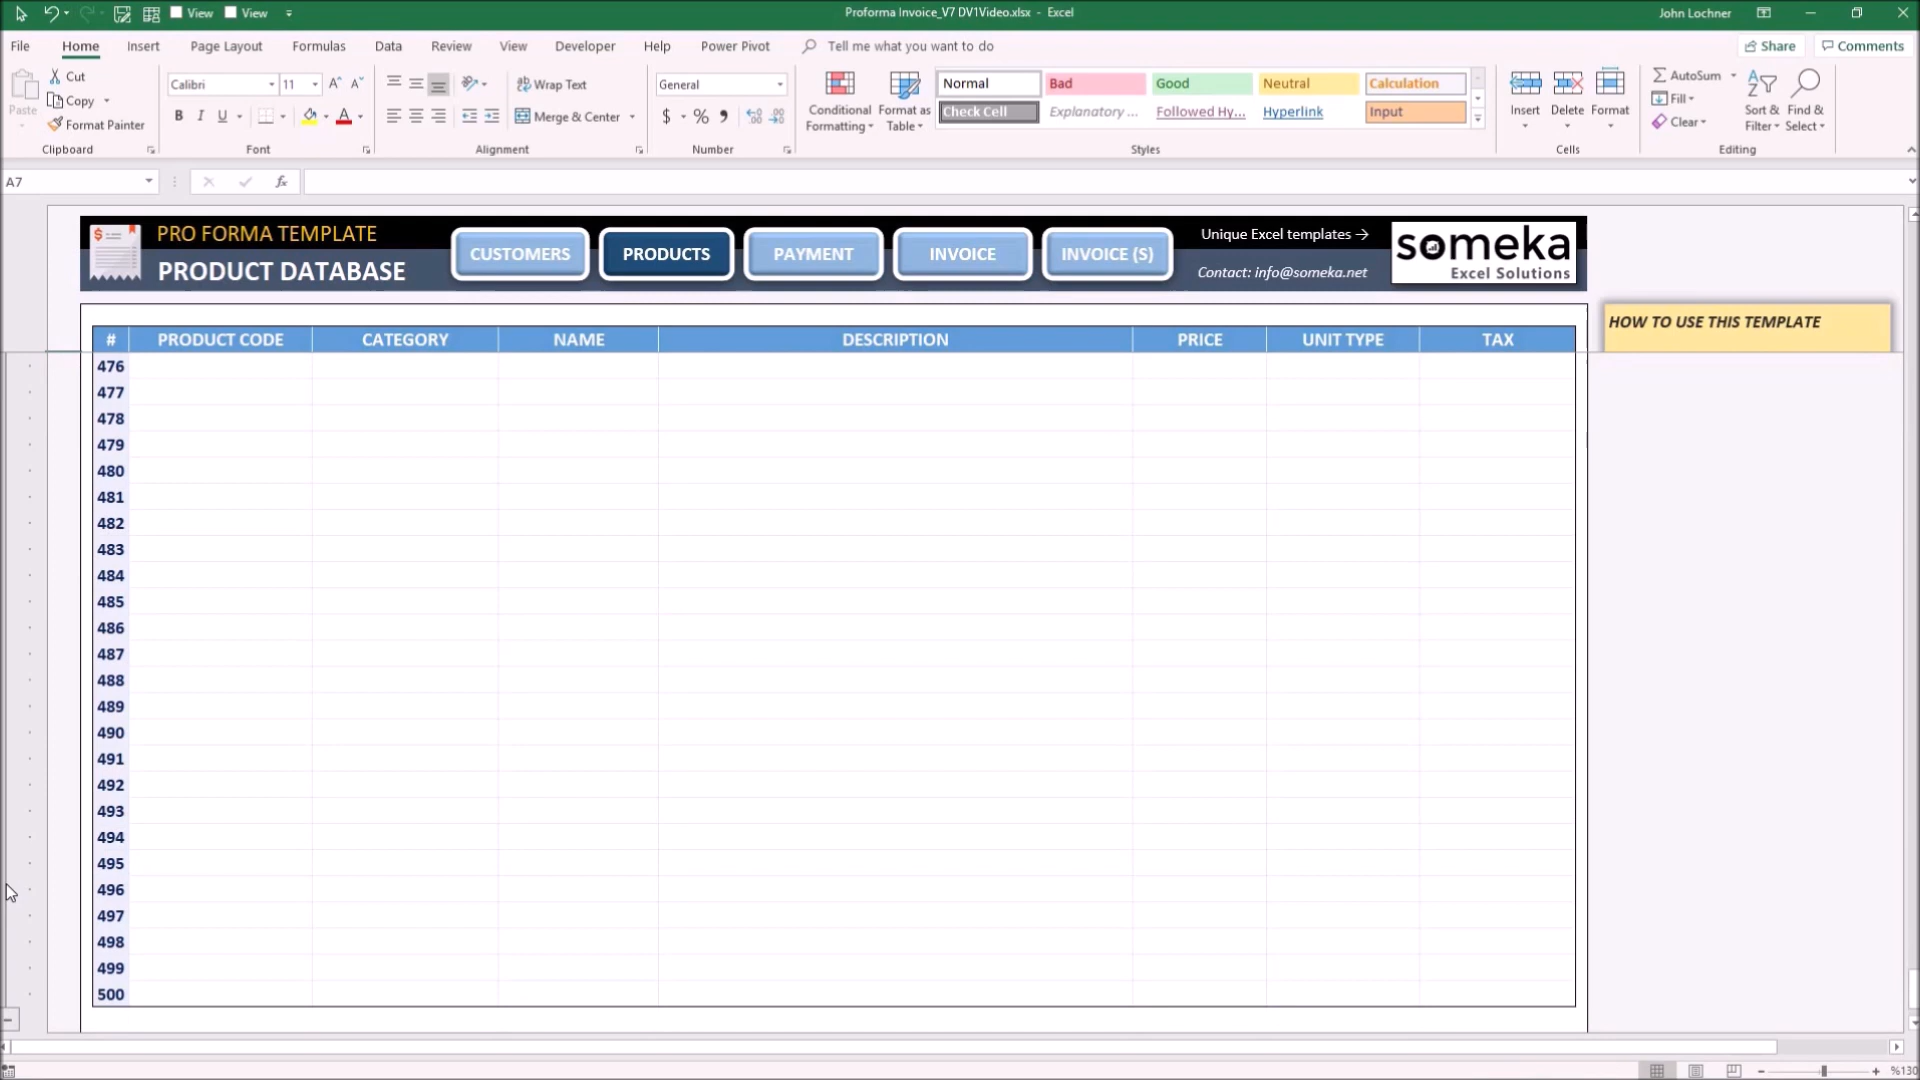 View View Proforma Invoice_V7 DV1Video.xlsx - Excel John Lochner
File Home Insert Page Layout Formulas Data Review View Developer Help Power Pivot Tell me what you want to do Share Comments
Paste Cut Copy Format Painter
Calibri 11
B I U
Wrap Text
Merge & Center
General
$ % 
Conditional Formatting Format as Table
Normal Bad Good Neutral Calculation
Check Cell Explanatory ... Followed Hy... Hyperlink Input
Insert Delete Format
AutoSum
Fill
Clear
Sort & Filter Find & Select
Clipboard Font Alignment Number Styles Cells Editing
A7 fx
PRO FORMA TEMPLATE
PRODUCT DATABASE
CUSTOMERS PRODUCTS PAYMENT INVOICE INVOICE (S)
Unique Excel templates →
Contact: info@someka.net
someka
Excel Solutions
HOW TO USE THIS TEMPLATE
# PRODUCT CODE CATEGORY NAME DESCRIPTION PRICE UNIT TYPE TAX
476
477
478
479
480
481
482
483
484
485
486
487
488
489
490
491
492
493
494
495
496
497
498
499
500
%130